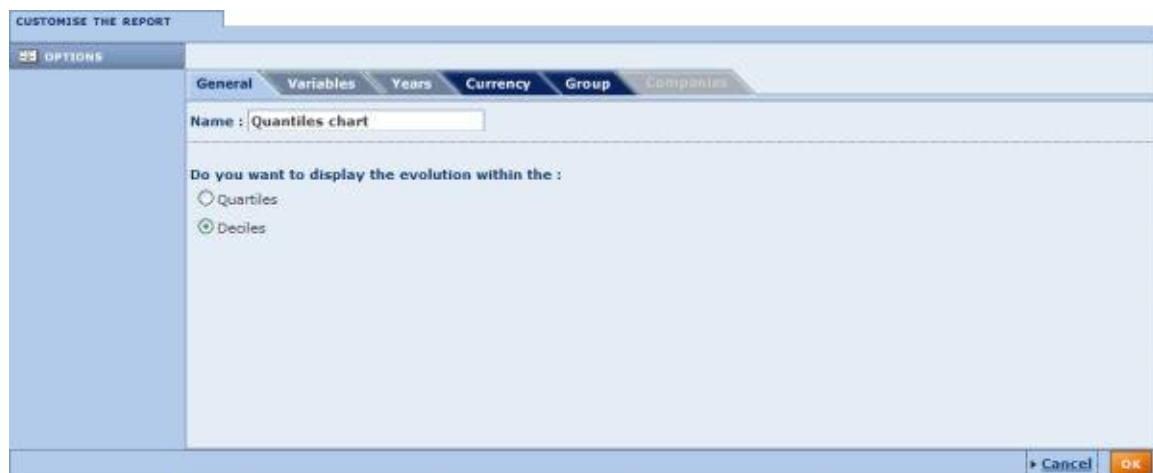 CUSTOMISE THE REPORT
OPTIONS
General Variables Years Currency Group Companies
Name : Quantiles chart
Do you want to display the evolution within the :
Quartiles
Deciles
Cancel OK